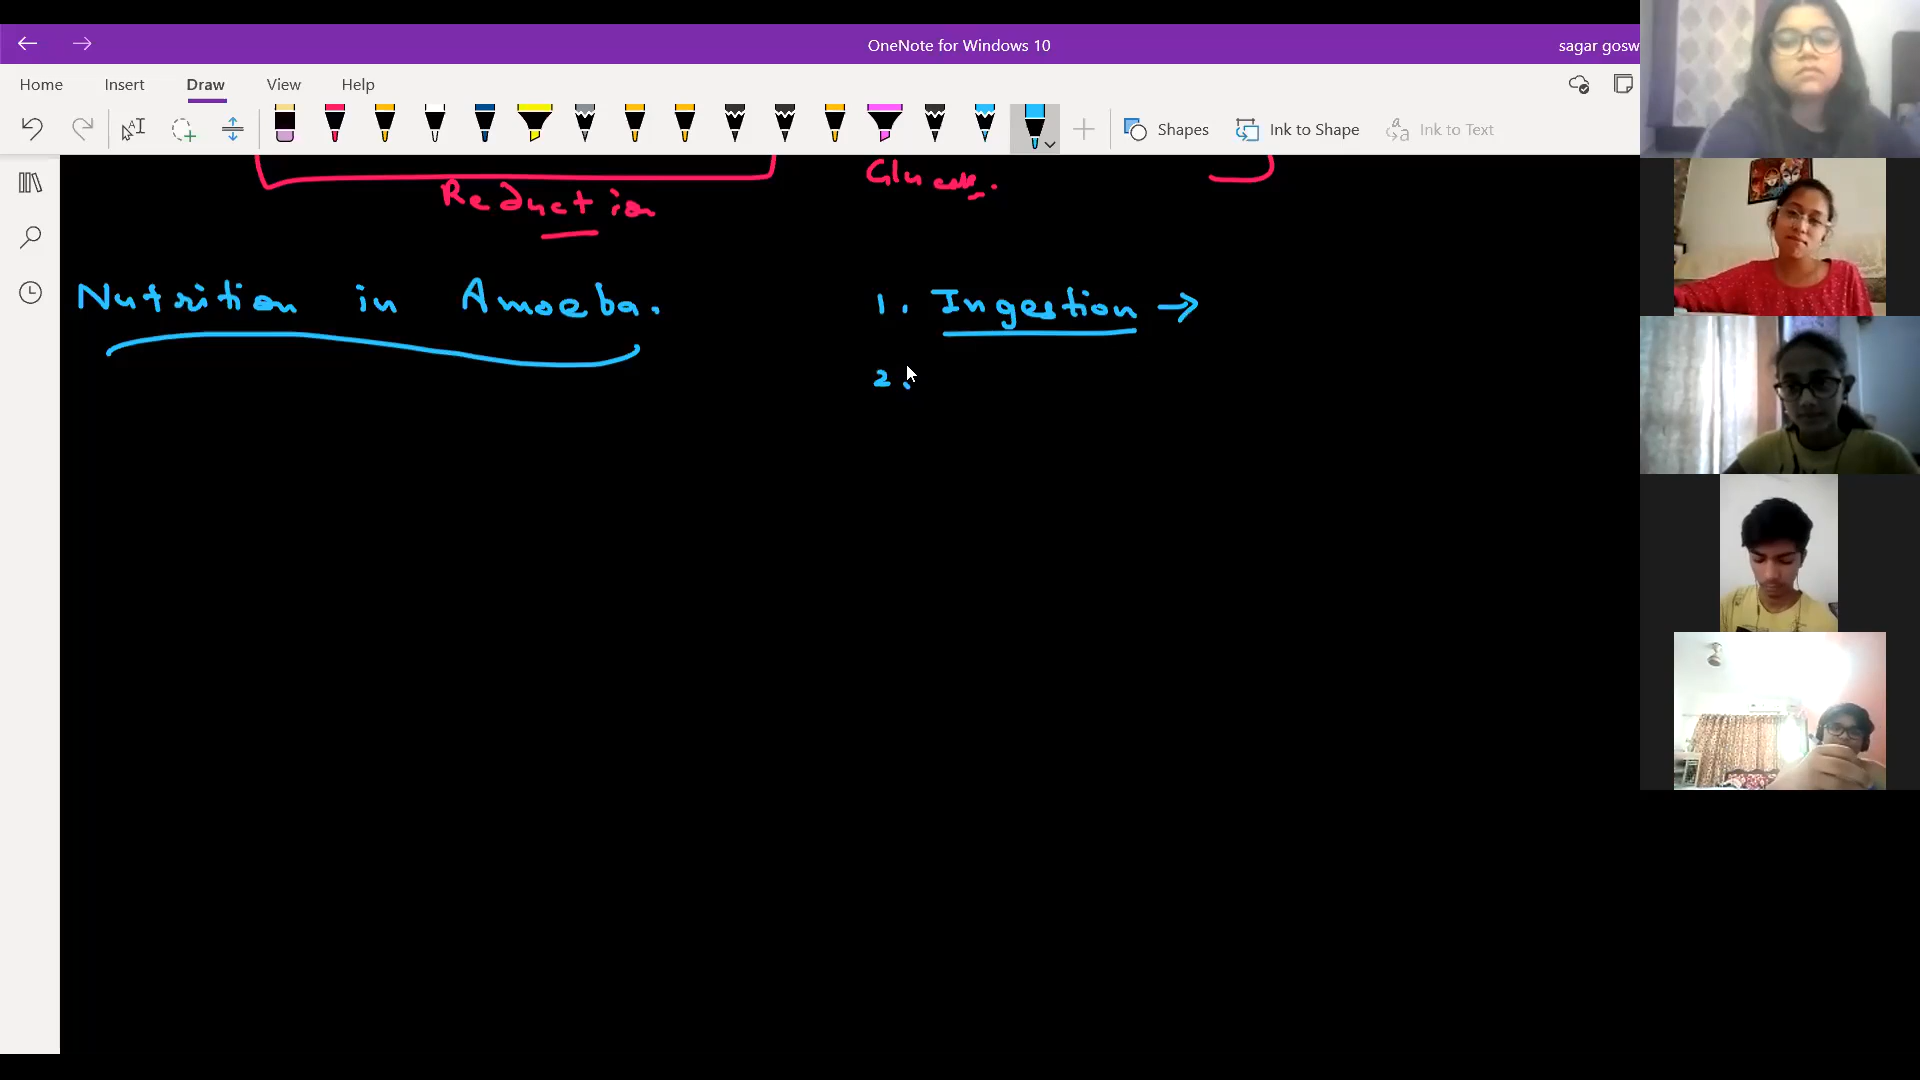 OneNote for Windows 10
sagar gosw
Home Insert Draw View Help
Shapes Ink to Shape Ink to Text
Reduction
Nutrition in Amoeba.
1. Ingestion →
2.